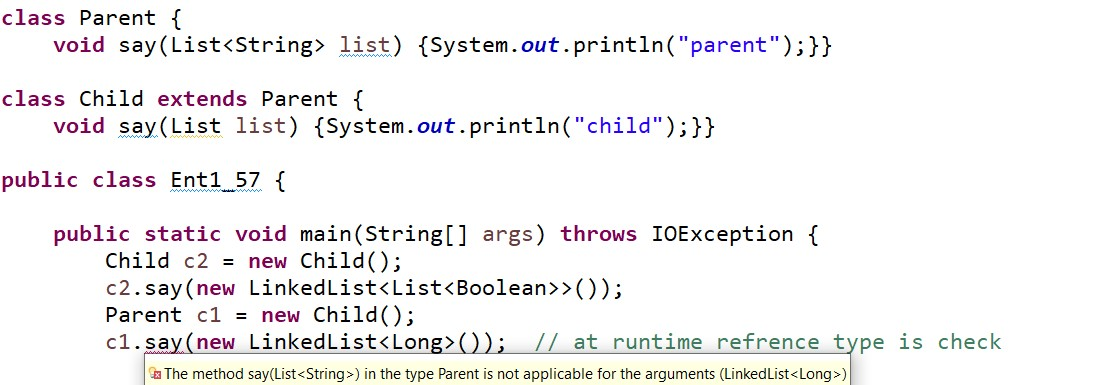 class Parent {
    void say(List<String> list) {System.out.println("parent");}}
class Child extends Parent {
    void say(List list) {System.out.println("child");}}
public class Ent1_57 {
    public static void main(String[] args) throws IOException {
        Child c2 = new Child();
        c2.say(new LinkedList<List<Boolean>>());
        Parent c1 = new Child();
        c1.say(new LinkedList<Long>());  // at runtime refrence type is check
The method say(List<String>) in the type Parent is not applicable for the arguments (LinkedList<Long>)